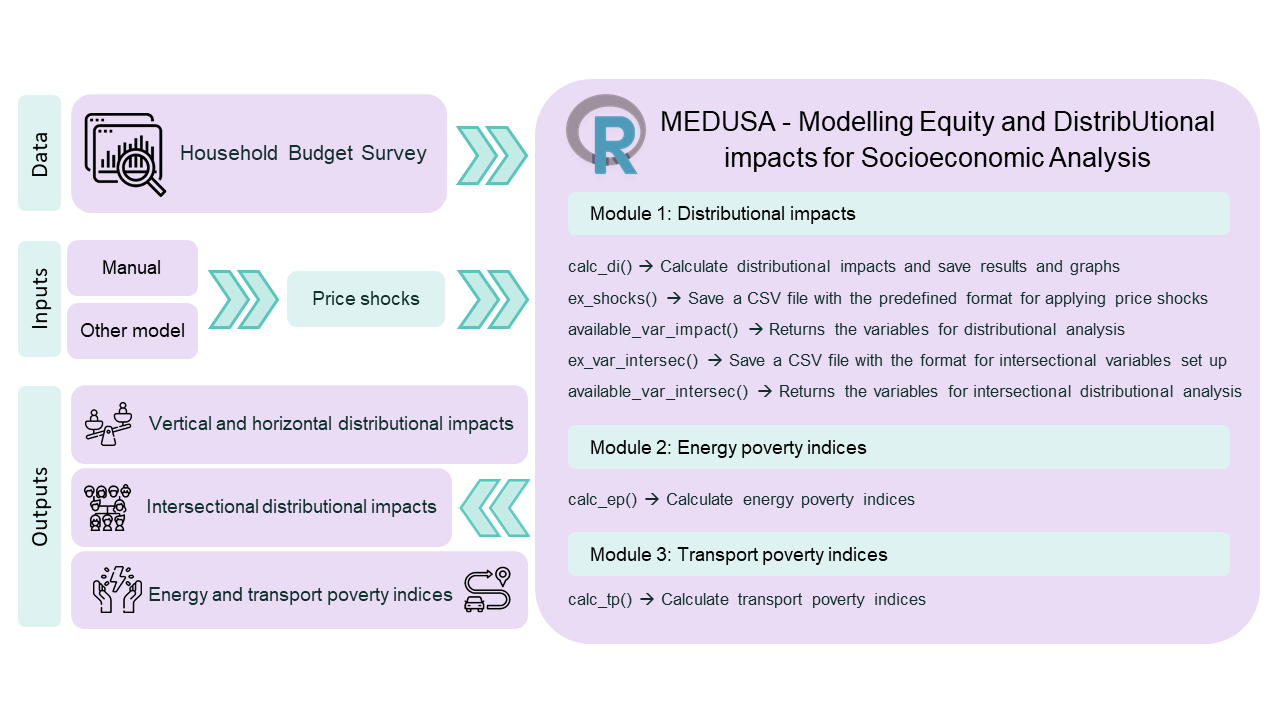 Data
Household Budget Survey
Inputs
Manual
Other model
Price shocks
Outputs
Vertical and horizontal distributional impacts
Intersectional distributional impacts
Energy and transport poverty indices
R
MEDUSA - Modelling Equity and DistribUtional
impacts for Socioeconomic Analysis
Module 1: Distributional impacts
calc_di() → Calculate distributional impacts and save results and graphs
ex_shocks() → Save a CSV file with the predefined format for applying price shocks
available_var_impact() → Returns the variables for distributional analysis
ex_var_intersec() → Save a CSV file with the format for intersectional variables set up
available_var_intersec() → Returns the variables for intersectional distributional analysis
Module 2: Energy poverty indices
calc_ep() → Calculate energy poverty indices
Module 3: Transport poverty indices
calc_tp() → Calculate transport poverty indices